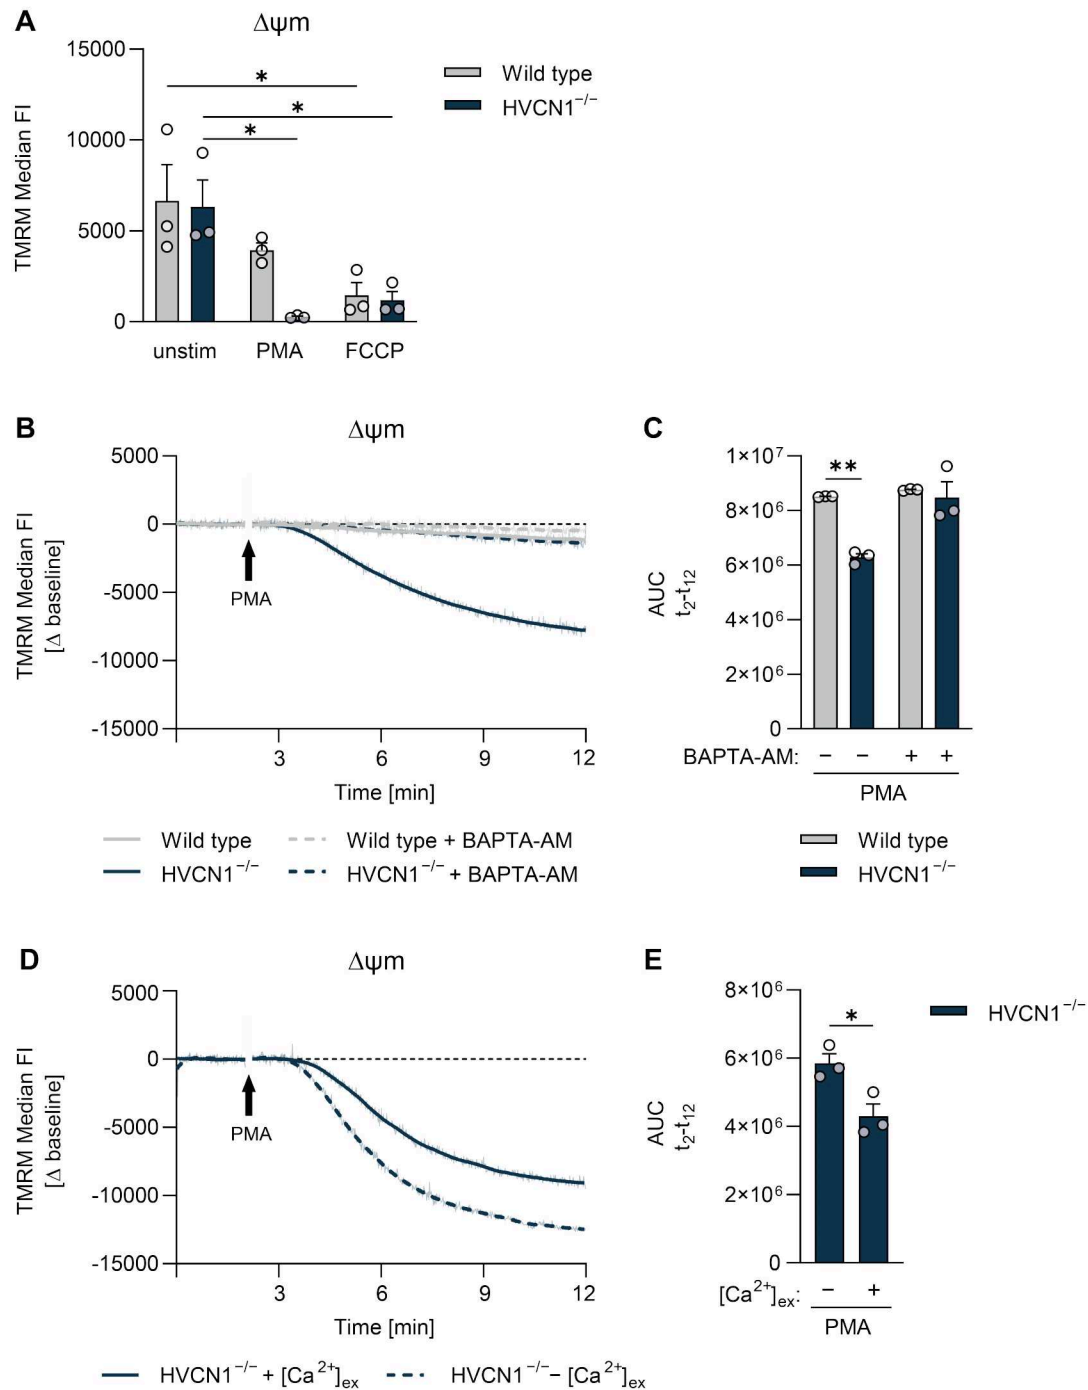 A
Δψm
15000
10000
5000
0
TMRM Median FI
*
*
*
unstim PMA FCCP
Wild type
HVCN1⁻/⁻
B
Δψm
5000
0
-5000
-10000
-15000
TMRM Median FI
[Δ baseline]
PMA
3 6 9 12
Time [min]
Wild type Wild type + BAPTA-AM
HVCN1⁻/⁻ HVCN1⁻/⁻ + BAPTA-AM
C
1×10⁷
8×10⁶
6×10⁶
4×10⁶
2×10⁶
0
AUC
t₂-t₁₂
**
BAPTA-AM: − − + +
PMA
Wild type
HVCN1⁻/⁻
D
Δψm
5000
0
-5000
-10000
-15000
TMRM Median FI
[Δ baseline]
PMA
3 6 9 12
Time [min]
HVCN1⁻/⁻ + [Ca²⁺]ex HVCN1⁻/⁻ − [Ca²⁺]ex
E
8×10⁶
6×10⁶
4×10⁶
2×10⁶
0
AUC
t₂-t₁₂
*
[Ca²⁺]ex: − +
PMA
HVCN1⁻/⁻